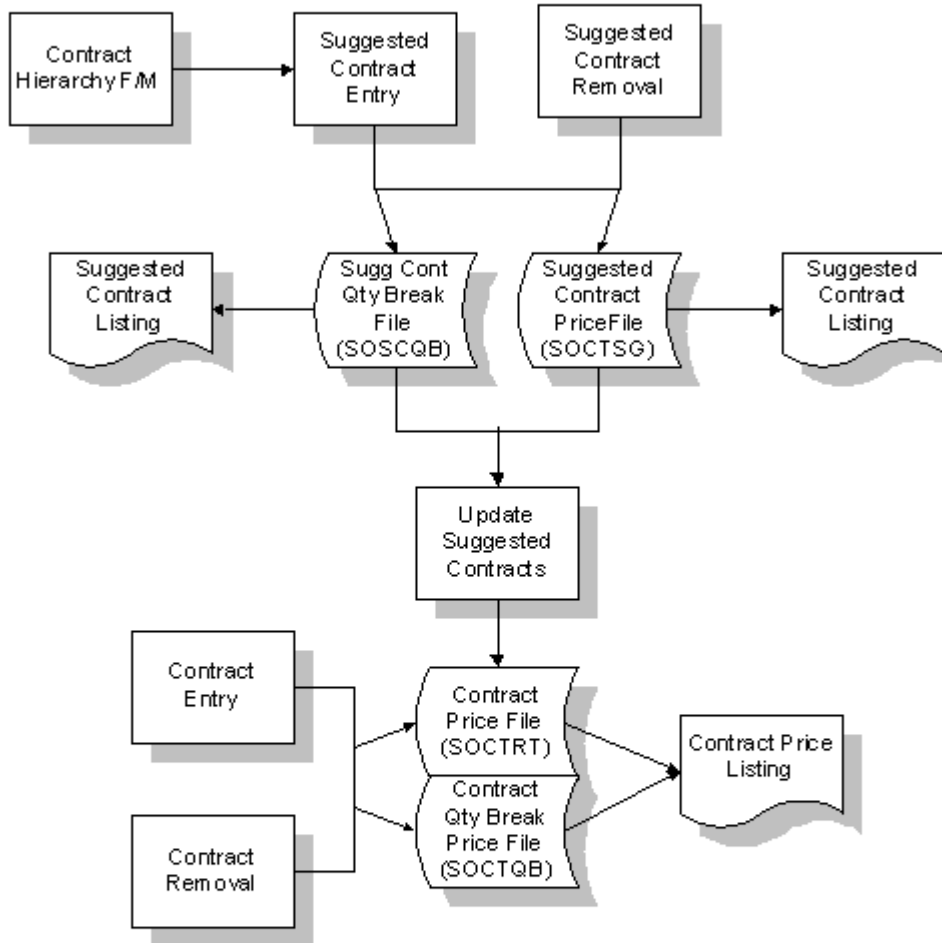 Contract
Hierarchy F/M
Suggested
Contract
Entry
Suggested
Contract
Removal
Suggested
Contract
Listing
Sugg Cont
Qty Break
File
(SOSCQB)
Suggested
Contract
PriceFile
(SOCTSG)
Suggested
Contract
Listing
Update
Suggested
Contracts
Contract
Entry
Contract
Price File
(SOCTRT)
Contract Price
Listing
Contract
Qty Break
Price File
(SOCTQB)
Contract
Removal